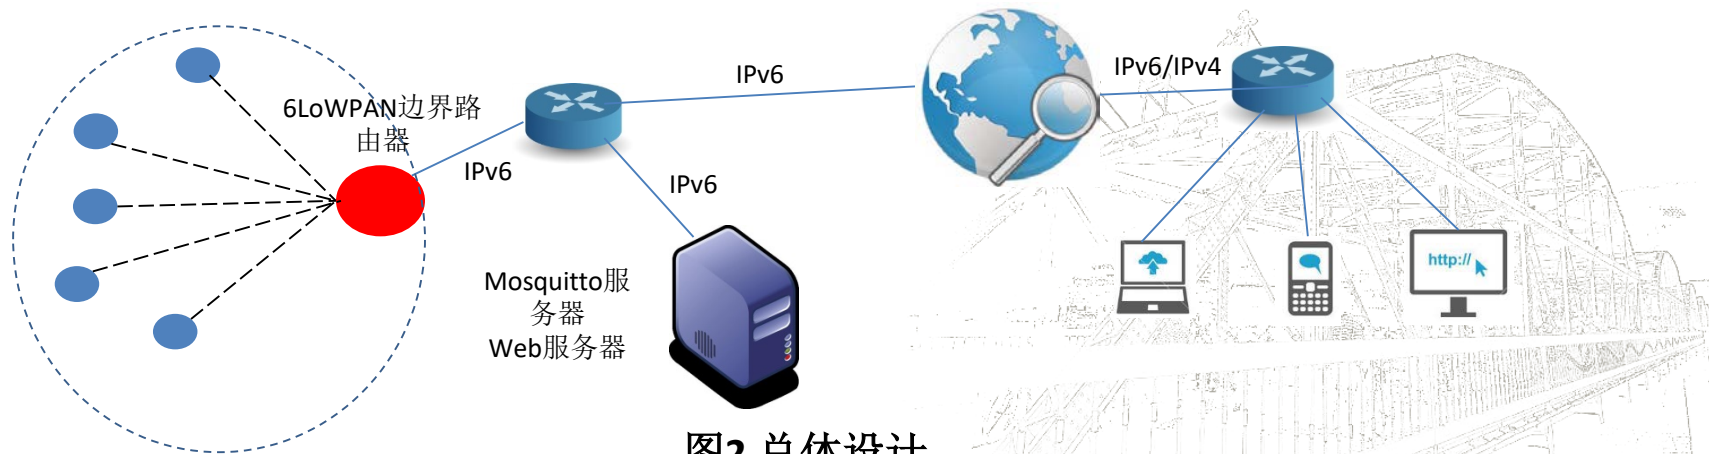 IPv6
IPv6/IPv4
6LoWPAN边界路
由器
IPv6
IPv6
Mosquitto服
务器
Web服务器
http://
图2 总体设计